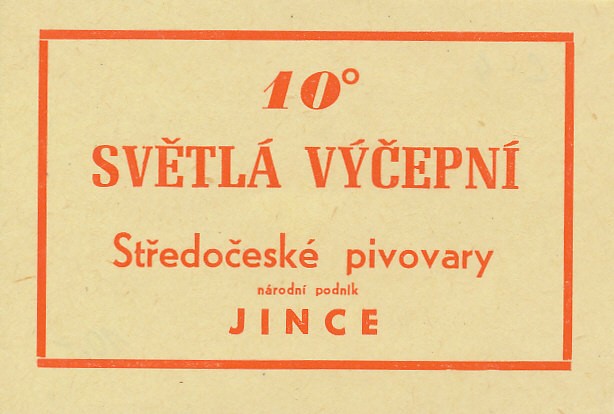 10°
SVĚTLÁ VÝČEPNÍ
Středočeské pivovary
národní podnik
JINCE